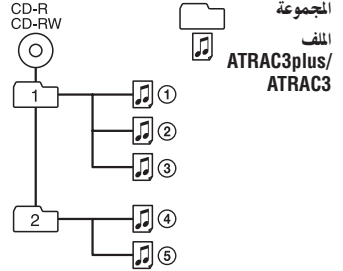 CD-R
CD-RW
المجموعة
الملف
ATRAC3plus/
ATRAC3
1
①
②
③
2
④
⑤